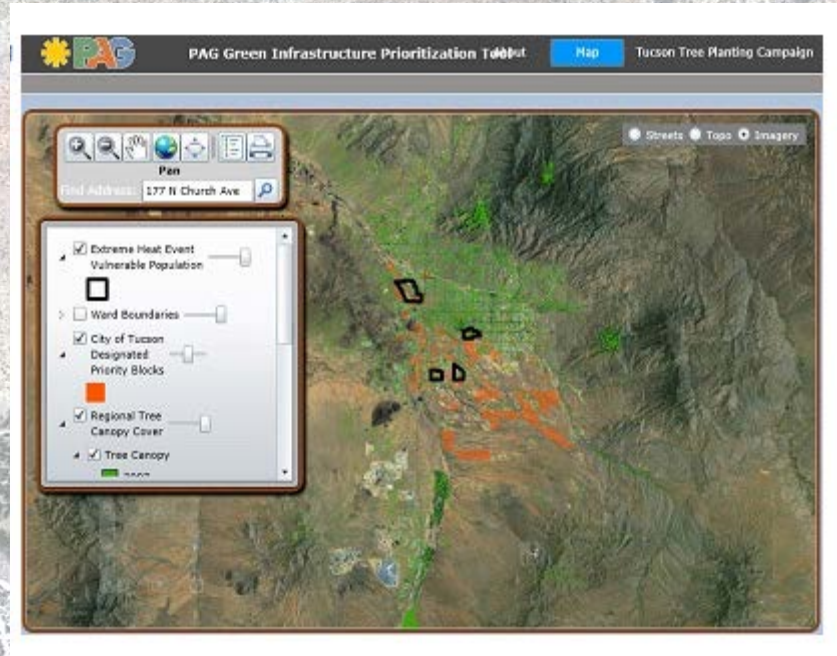 PAG
PAG Green Infrastructure Prioritization Tool
About
Map
Tucson Tree Planting Campaign
Streets
Topo
Imagery
Pan
Find Address:
177 N Church Ave
Extreme Heat Event
Vulnerable Population
Ward Boundaries
City of Tucson
Designated
Priority Blocks
Regional Tree
Canopy Cover
Tree Canopy